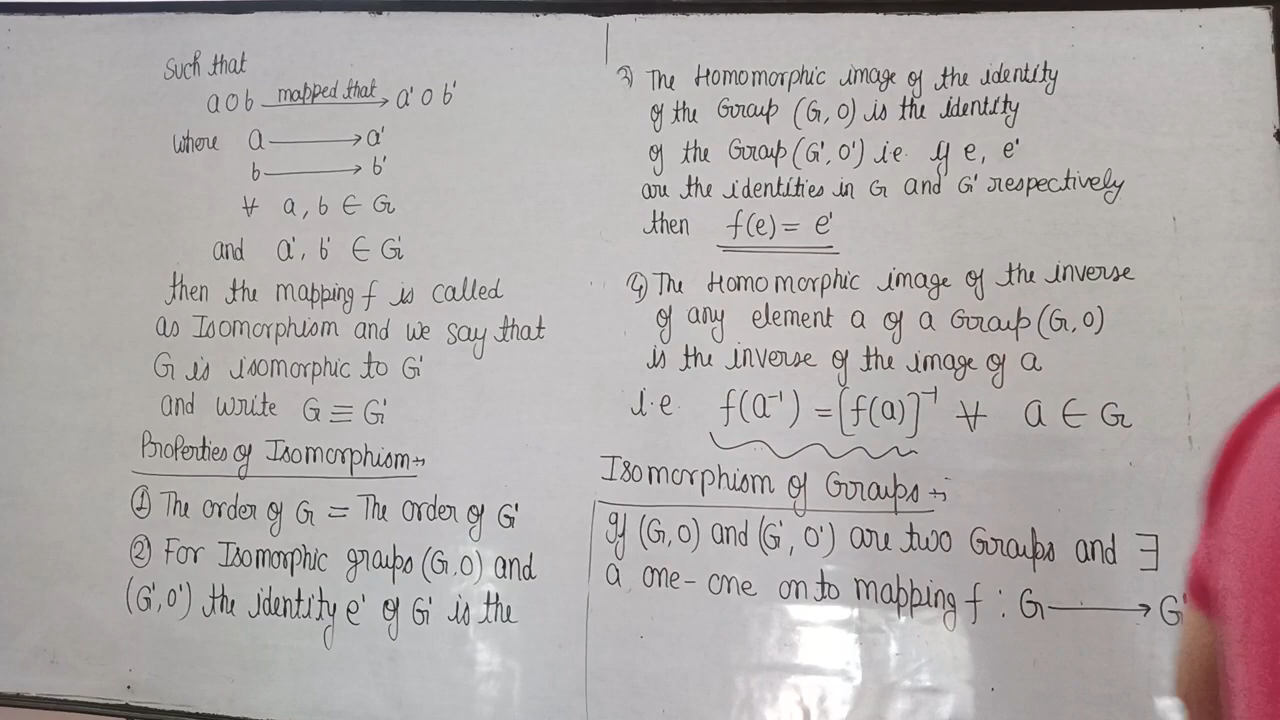 Such that
a o b mapped that → a' o b'
where a → a'
b → b'
∀ a, b ∈ G
and a', b' ∈ G'
then the mapping f is called
as Isomorphism and we say that
G is isomorphic to G'
and write G ≡ G'
Properties of Isomorphism →
① The order of G = The order of G'
② For Isomorphic groups (G, o) and
(G', o') the identity e' of G' is the
3) The Homomorphic image of the identity
of the Group (G, o) is the identity
of the Group (G', o') i.e. If e, e'
are the identities in G and G' respectively
then f(e) = e'
4) The Homomorphic image of the inverse
of any element a of a Group (G, o)
is the inverse of the image of a
i.e. f(a⁻¹) = [f(a)]⁻¹ ∀ a ∈ G
Isomorphism of Groups →
If (G, o) and (G', o') are two Groups and ∃
a one-one on to mapping f : G → G'